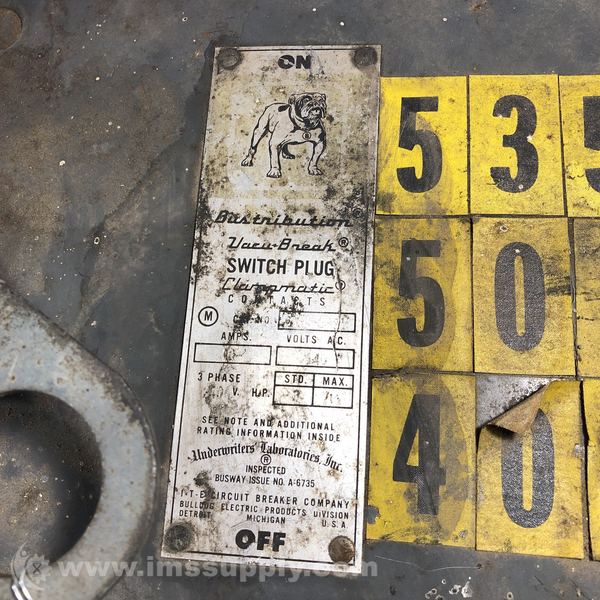 ON
Bustribution®
Vacu-Break®
SWITCH PLUG
Clampmatic®
CONTACTS
M
AMPS. VOLTS A.C.
3 PHASE STD. MAX.
V. H.P.
SEE NOTE AND ADDITIONAL
RATING INFORMATION INSIDE
Underwriters Laboratories, Inc.
®
INSPECTED
BUSWAY ISSUE NO. A-6735
I-T-E CIRCUIT BREAKER COMPANY
BULLDOG ELECTRIC PRODUCTS DIVISION
DETROIT MICHIGAN U.S.A.
OFF
5 3 5
5 0
4 0
© www.imssupply.com